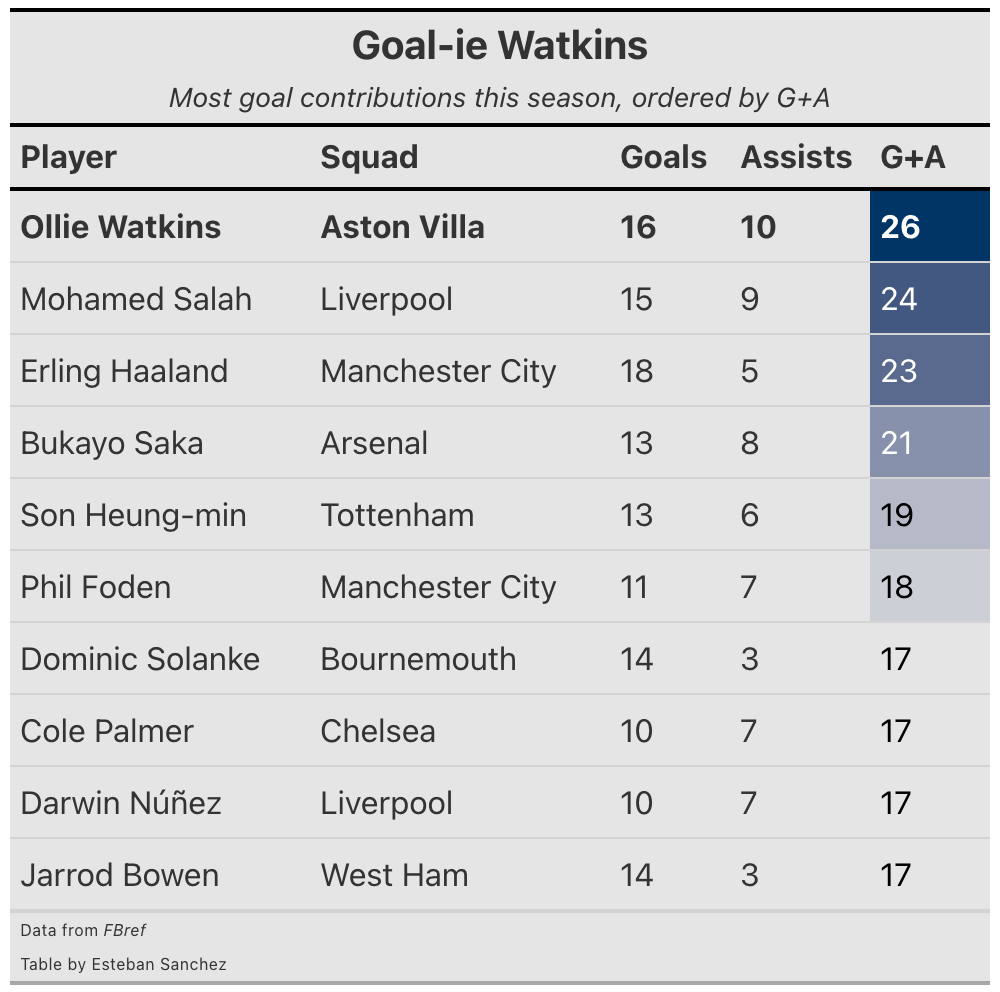 Goal-ie Watkins
Most goal contributions this season, ordered by G+A
Player Squad Goals Assists G+A
Ollie Watkins Aston Villa 16 10 26
Mohamed Salah Liverpool 15 9 24
Erling Haaland Manchester City 18 5 23
Bukayo Saka Arsenal 13 8 21
Son Heung-min Tottenham 13 6 19
Phil Foden Manchester City 11 7 18
Dominic Solanke Bournemouth 14 3 17
Cole Palmer Chelsea 10 7 17
Darwin Núñez Liverpool 10 7 17
Jarrod Bowen West Ham 14 3 17
Data from FBref
Table by Esteban Sanchez